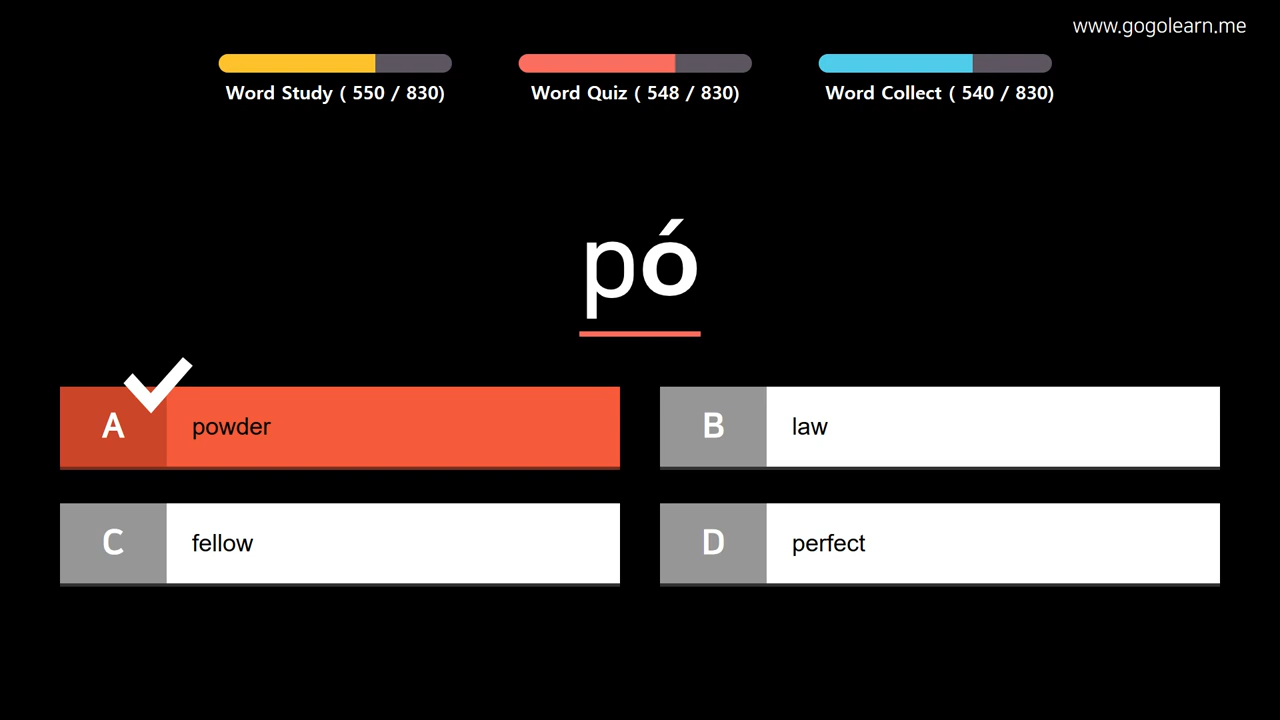 www.gogolearn.me
Word Study ( 550 / 830)
Word Quiz ( 548 / 830)
Word Collect ( 540 / 830)
pó
A powder
B law
C fellow
D perfect